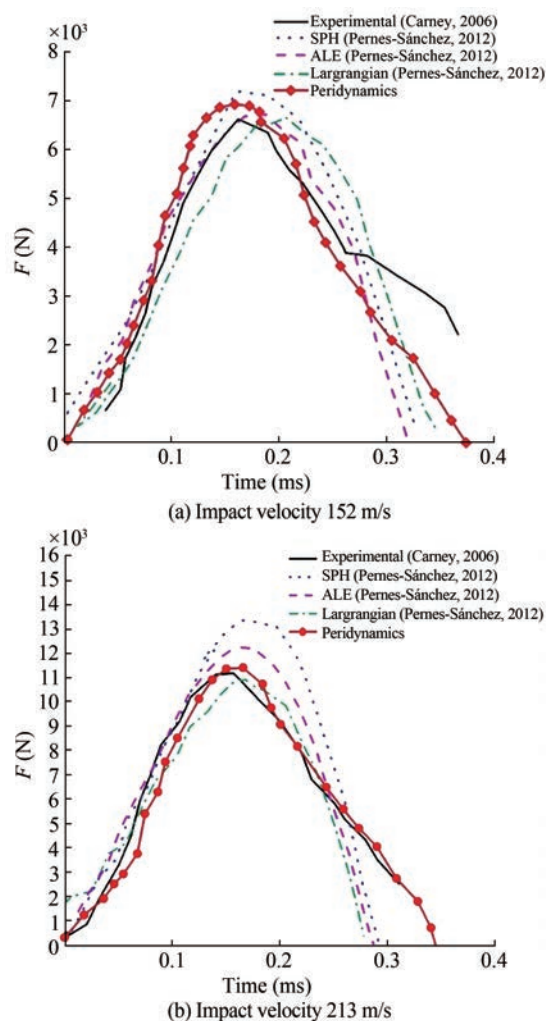 ×10³
8
7
6
5
4
3
2
1
0
F (N)
Experimental (Carney, 2006)
SPH (Pernes-Sánchez, 2012)
ALE (Pernes-Sánchez, 2012)
Largrangian (Pernes-Sánchez, 2012)
Peridynamics
0.1 0.2 0.3 0.4
Time (ms)
(a) Impact velocity 152 m/s
×10³
16
15
14
13
12
11
10
9
8
7
6
5
4
3
2
1
0
F (N)
Experimental (Carney, 2006)
SPH (Pernes-Sánchez, 2012)
ALE (Pernes-Sánchez, 2012)
Largrangian (Pernes-Sánchez, 2012)
Peridynamics
0.1 0.2 0.3 0.4
Time (ms)
(b) Impact velocity 213 m/s